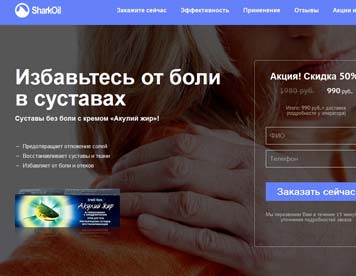 SharkOil
Закажите сейчас Эффективность Применение Отзывы Акции и
Избавьтесь от боли
в суставах
Суставы без боли с кремом «Акулий жир»!
– Предотвращает отложение солей
– Восстанавливает суставы и ткани
– Избавляет от боли и отеков
Акулий Жир
Акция! Скидка 50%
1980 руб. 990 руб.
Итого: 990 руб.+ доставка
(подробности у оператора)
ФИО
Телефон
Заказать сейчас
Мы перезвоним Вам в течение 15 минут
уточнения подробностей заказа